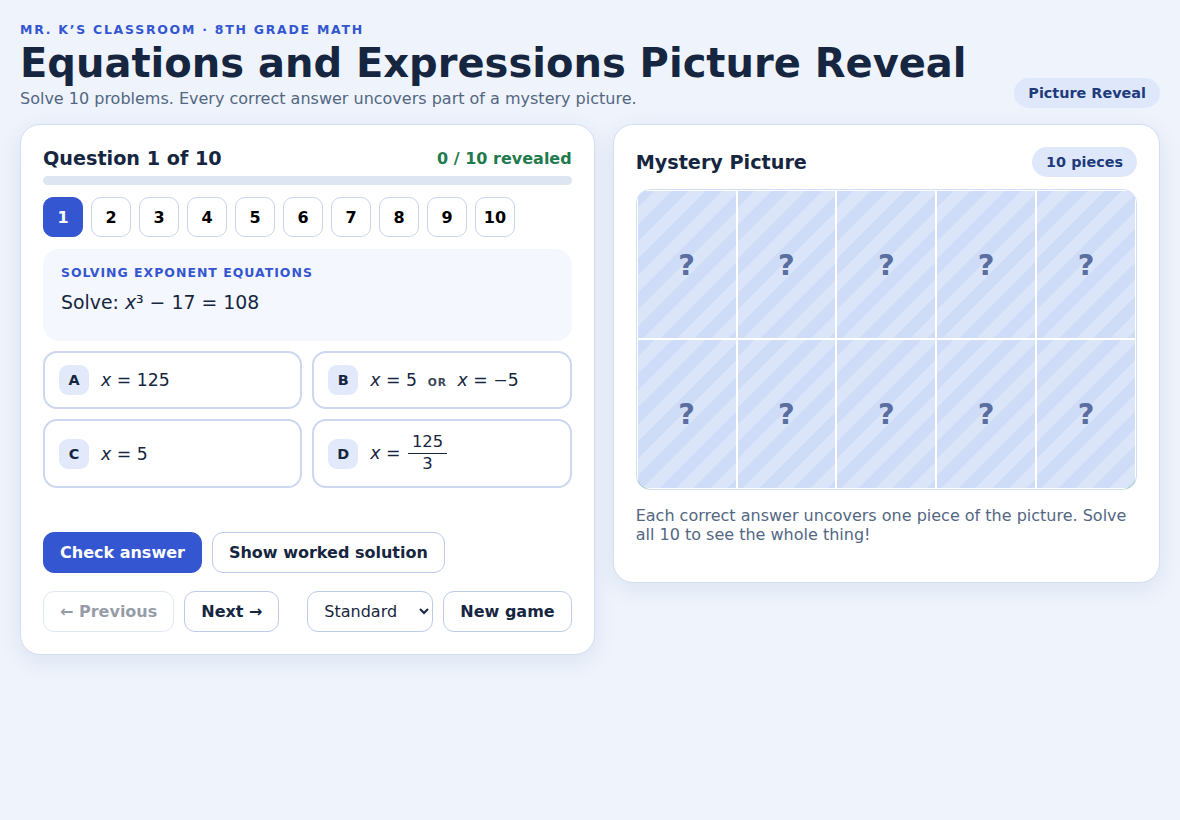 MR. K’S CLASSROOM · 8TH GRADE MATH
Equations and Expressions Picture Reveal
Solve 10 problems. Every correct answer uncovers part of a mystery picture.
Picture Reveal
Question 1 of 10
0 / 10 revealed
1 2 3 4 5 6 7 8 9 10
SOLVING EXPONENT EQUATIONS
Solve: x³ − 17 = 108
A x = 125
B x = 5 OR x = −5
C x = 5
D x = 125/3
Check answer
Show worked solution
← Previous
Next →
Standard
New game
Mystery Picture
10 pieces
? ? ? ? ?
? ? ? ? ?
Each correct answer uncovers one piece of the picture. Solve
all 10 to see the whole thing!